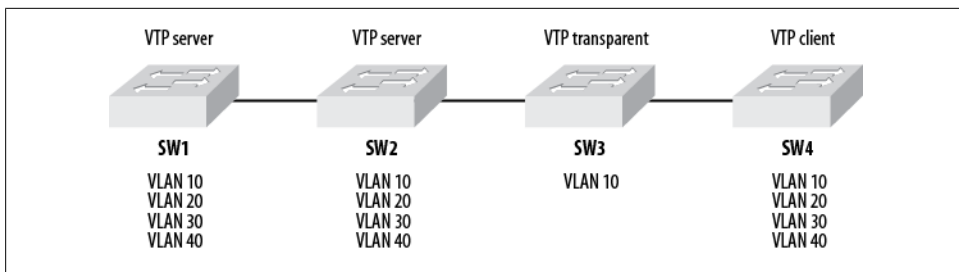 VTP server
VTP server
VTP transparent
VTP client
SW1
SW2
SW3
SW4
VLAN 10
VLAN 20
VLAN 30
VLAN 40
VLAN 10
VLAN 20
VLAN 30
VLAN 40
VLAN 10
VLAN 10
VLAN 20
VLAN 30
VLAN 40